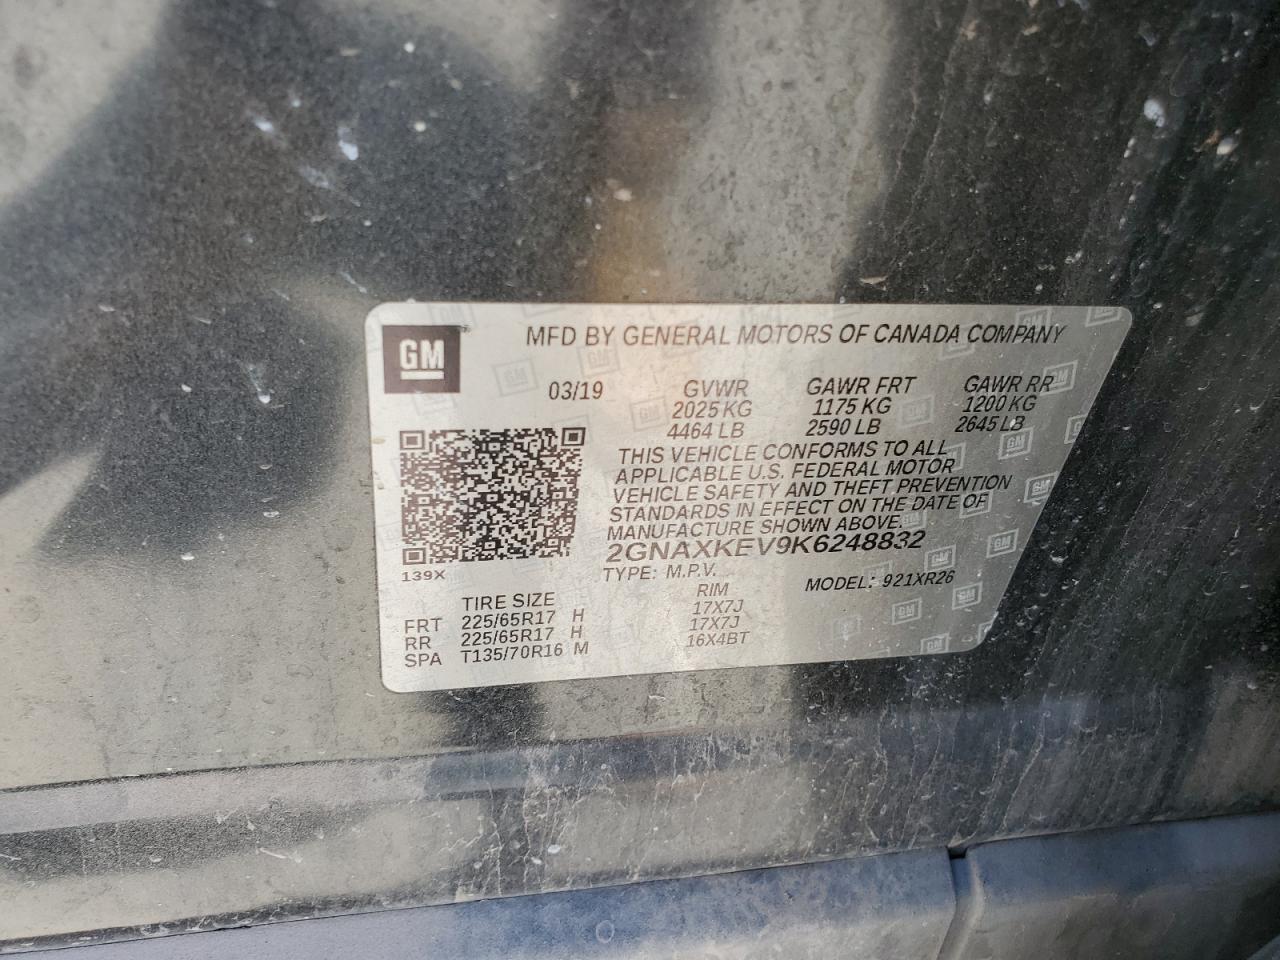 GM
MFD BY GENERAL MOTORS OF CANADA COMPANY
03/19 GVWR GAWR FRT GAWR RR
2025 KG 1175 KG 1200 KG
4464 LB 2590 LB 2645 LB
THIS VEHICLE CONFORMS TO ALL
APPLICABLE U.S. FEDERAL MOTOR
VEHICLE SAFETY AND THEFT PREVENTION
STANDARDS IN EFFECT ON THE DATE OF
MANUFACTURE SHOWN ABOVE.
2GNAXKEV9K6248832
139X TYPE: M.P.V. MODEL: 921XR26
TIRE SIZE RIM
FRT 225/65R17 H 17X7J
RR 225/65R17 H 17X7J
SPA T135/70R16 M 16X4BT